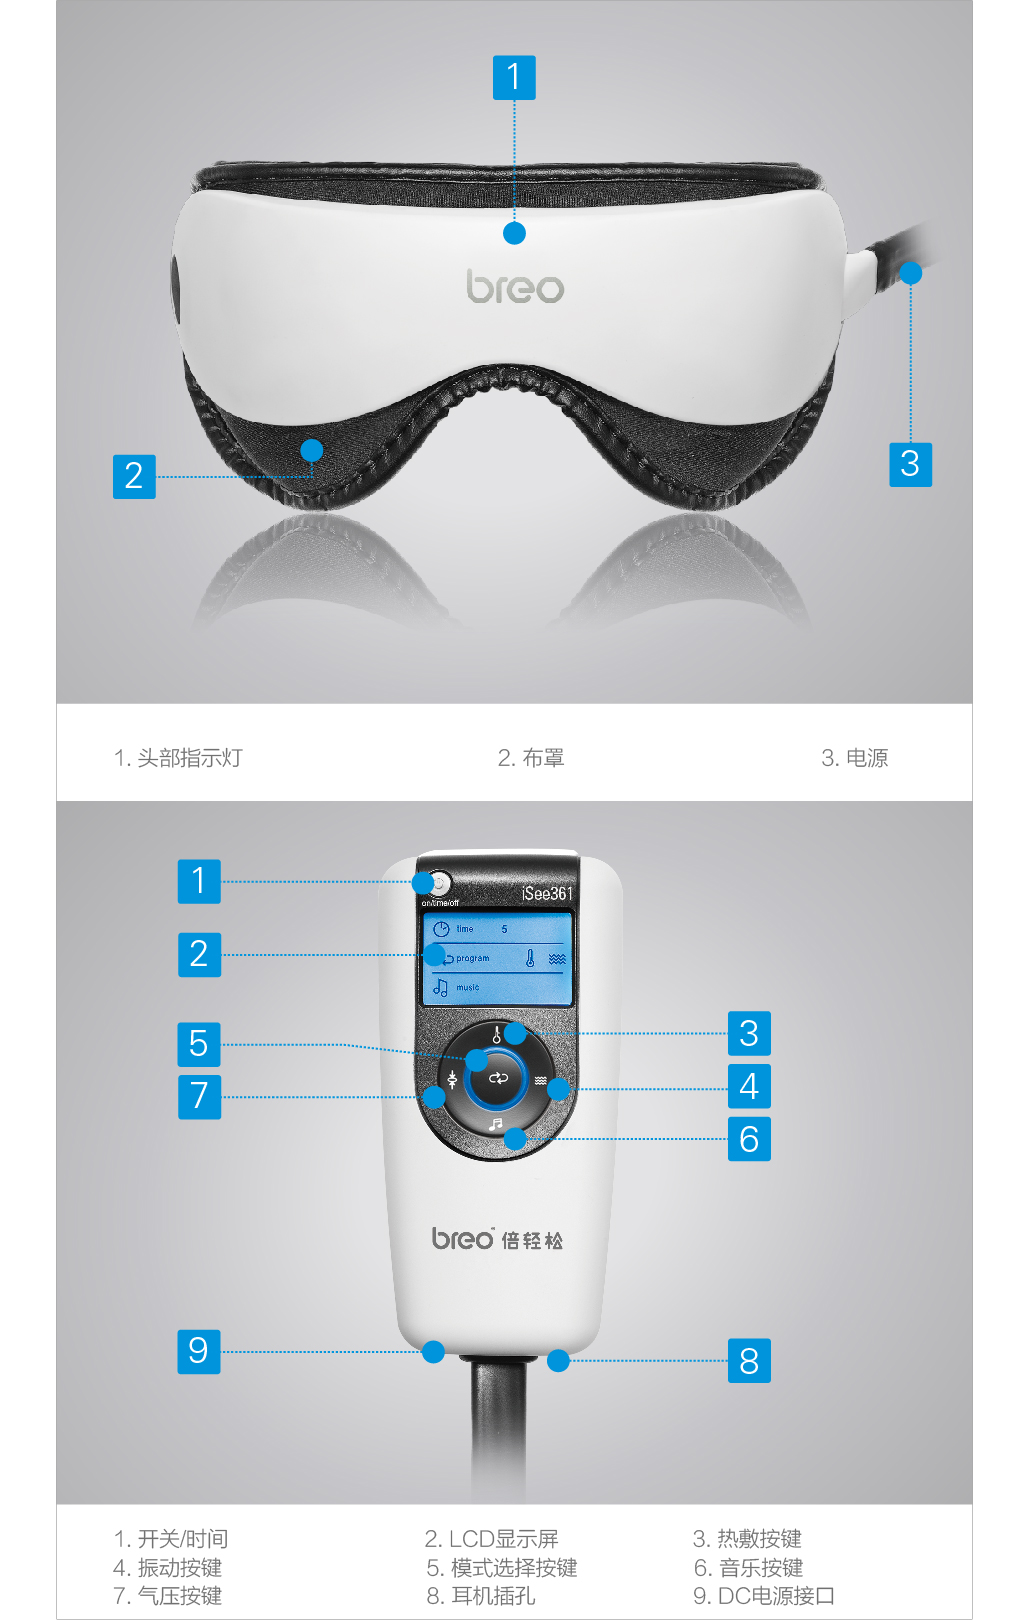 1
breo
2
3
1. 头部指示灯 2. 布罩 3. 电源
1
on/time/off
iSee361
time 5
2
program
music
3
5
4
7
6
breo 倍轻松
9
8
1. 开关/时间 2. LCD显示屏 3. 热敷按键
4. 振动按键 5. 模式选择按键 6. 音乐按键
7. 气压按键 8. 耳机插孔 9. DC电源接口